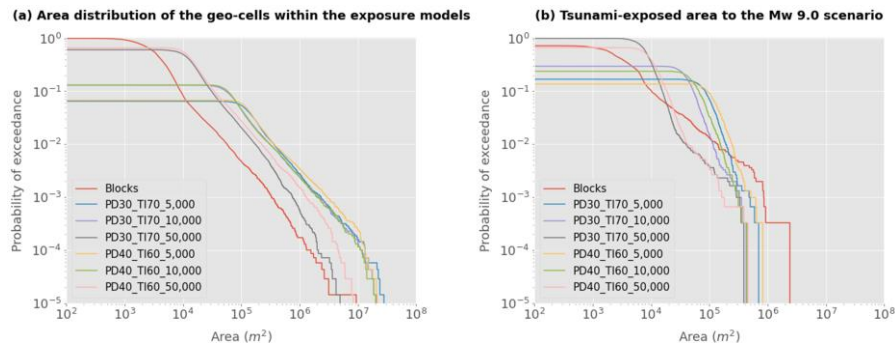 (a) Area distribution of the geo-cells within the exposure models
Probability of exceedance
10^0
10^-1
10^-2
10^-3
10^-4
10^-5
Blocks
PD30_TI70_5,000
PD30_TI70_10,000
PD30_TI70_50,000
PD40_TI60_5,000
PD40_TI60_10,000
PD40_TI60_50,000
10^2
10^3
10^4
10^5
10^6
10^7
10^8
Area (m^2)
(b) Tsunami-exposed area to the Mw 9.0 scenario
Probability of exceedance
10^0
10^-1
10^-2
10^-3
10^-4
10^-5
Blocks
PD30_TI70_5,000
PD30_TI70_10,000
PD30_TI70_50,000
PD40_TI60_5,000
PD40_TI60_10,000
PD40_TI60_50,000
10^2
10^3
10^4
10^5
10^6
10^7
10^8
Area (m^2)